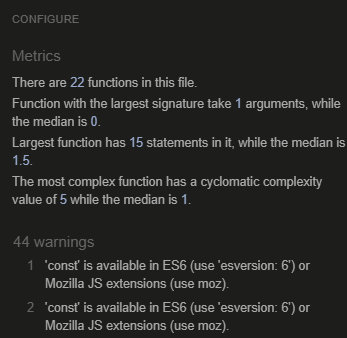 CONFIGURE
Metrics
There are 22 functions in this file.
Function with the largest signature take 1 arguments, while
the median is 0.
Largest function has 15 statements in it, while the median is
1.5.
The most complex function has a cyclomatic complexity
value of 5 while the median is 1.
44 warnings
1 'const' is available in ES6 (use 'esversion: 6') or
Mozilla JS extensions (use moz).
2 'const' is available in ES6 (use 'esversion: 6') or
Mozilla JS extensions (use moz).